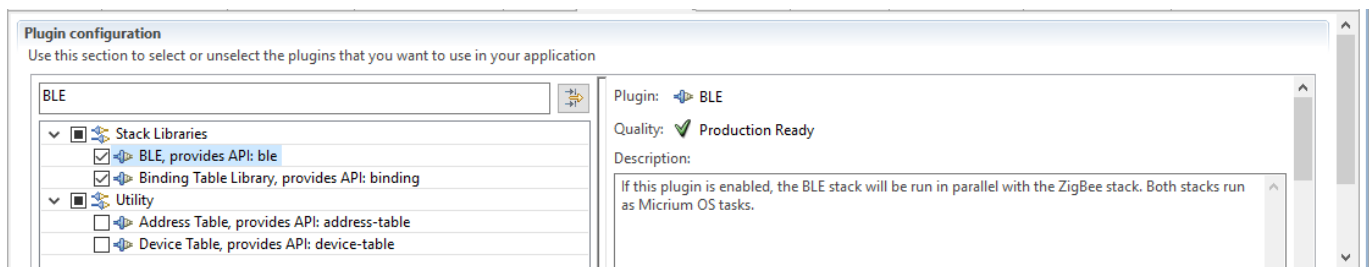 Plugin configuration
Use this section to select or unselect the plugins that you want to use in your application
BLE
Stack Libraries
BLE, provides API: ble
Binding Table Library, provides API: binding
Utility
Address Table, provides API: address-table
Device Table, provides API: device-table
Plugin: BLE
Quality: Production Ready
Description:
If this plugin is enabled, the BLE stack will be run in parallel with the ZigBee stack. Both stacks run
as Micrium OS tasks.